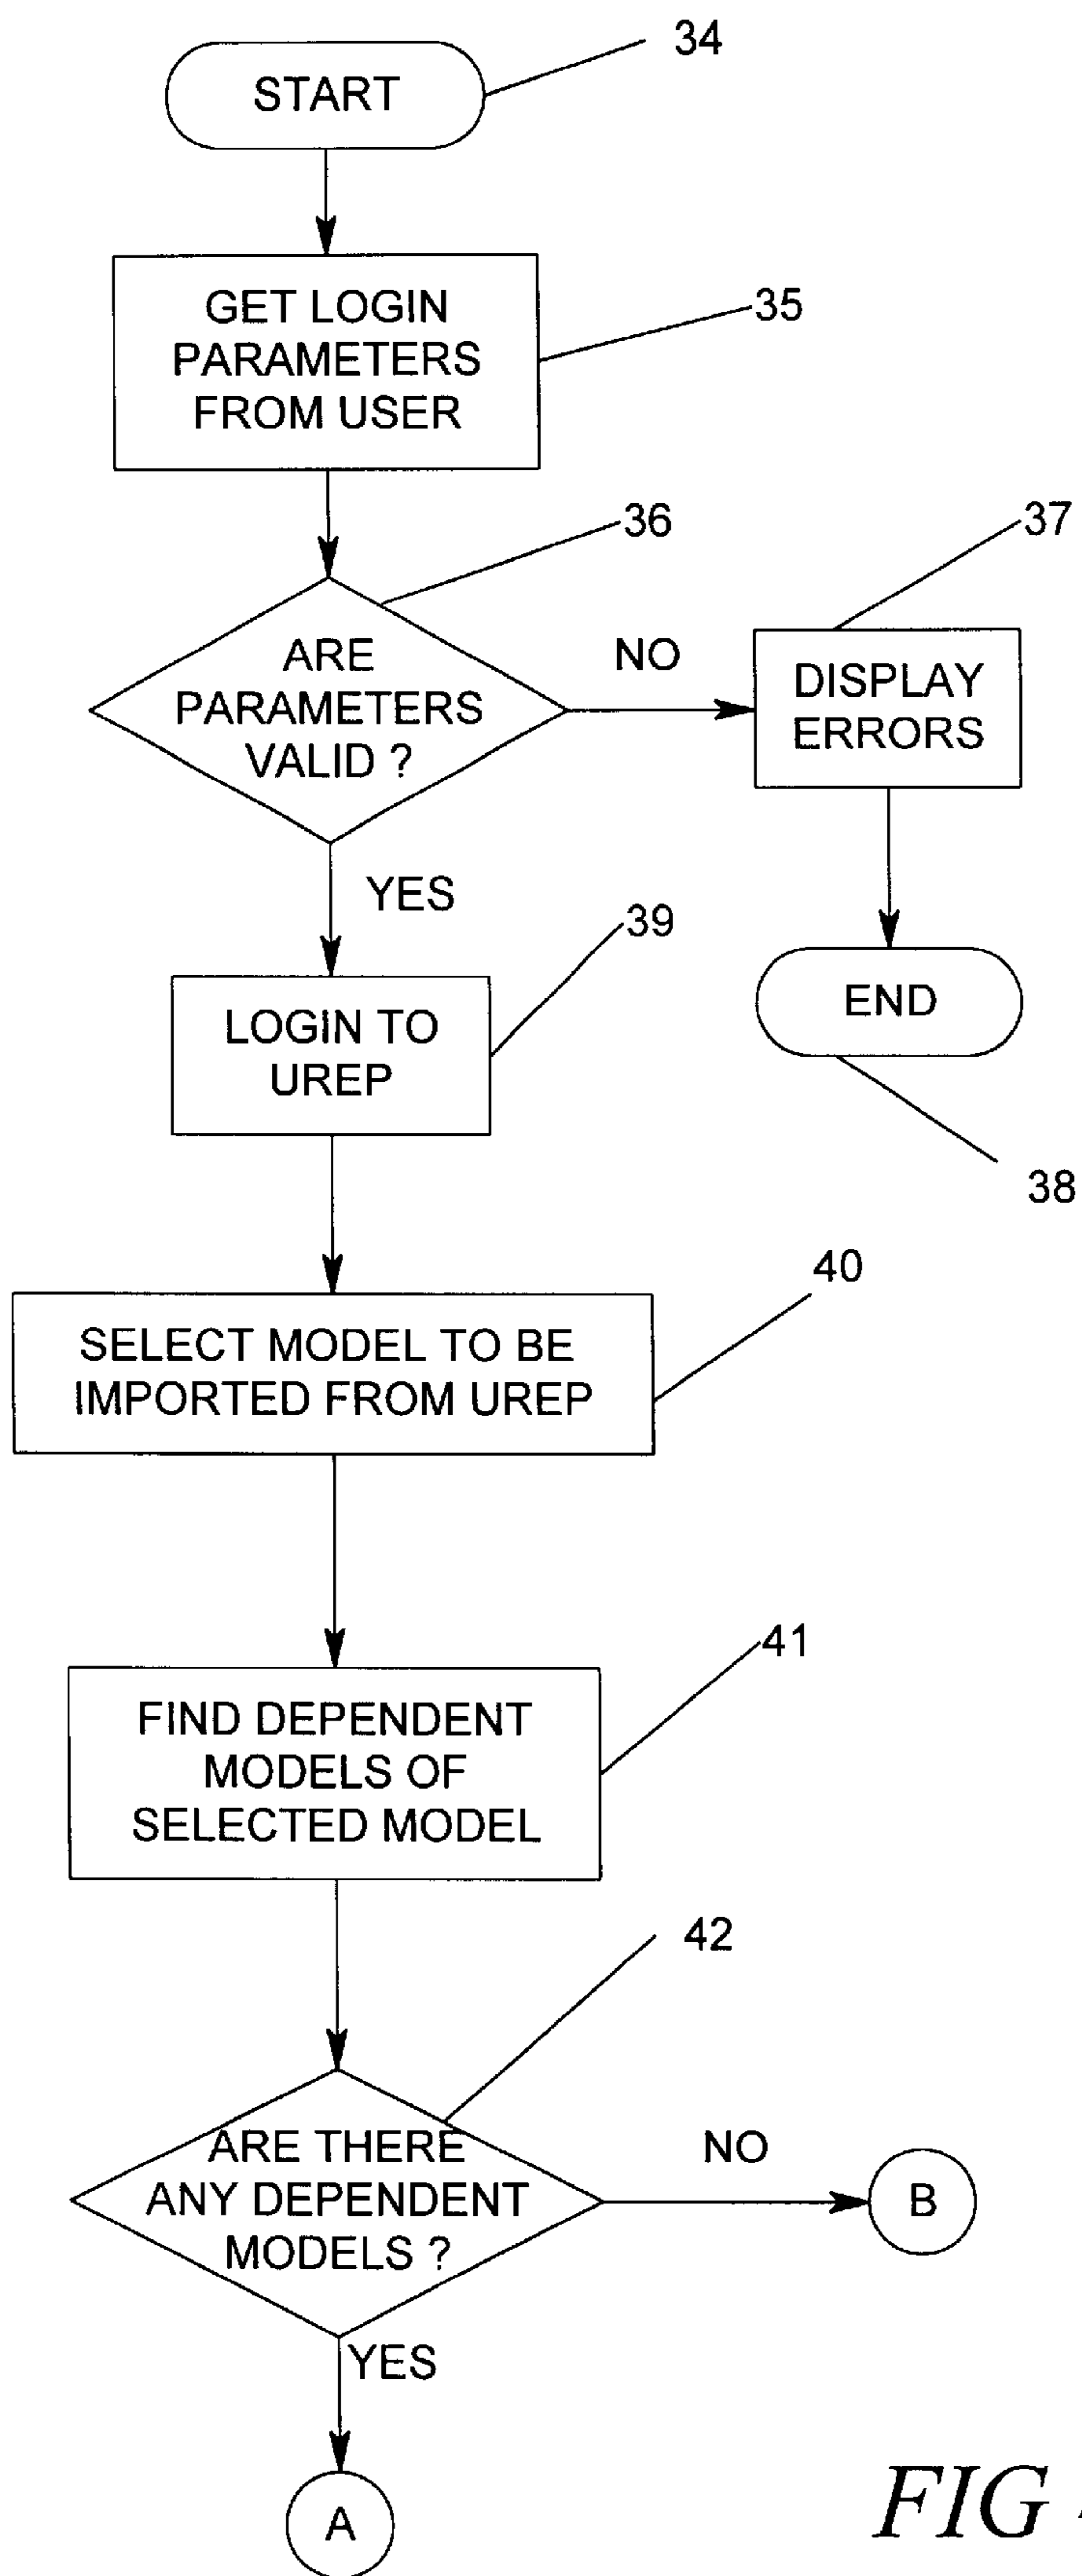 START
34
GET LOGIN
PARAMETERS
FROM USER
35
36
37
ARE
PARAMETERS
VALID ?
NO
DISPLAY
ERRORS
YES
39
LOGIN TO
UREP
END
38
40
SELECT MODEL TO BE
IMPORTED FROM UREP
41
FIND DEPENDENT
MODELS OF
SELECTED MODEL
42
ARE THERE
ANY DEPENDENT
MODELS ?
NO
B
YES
A
FIG